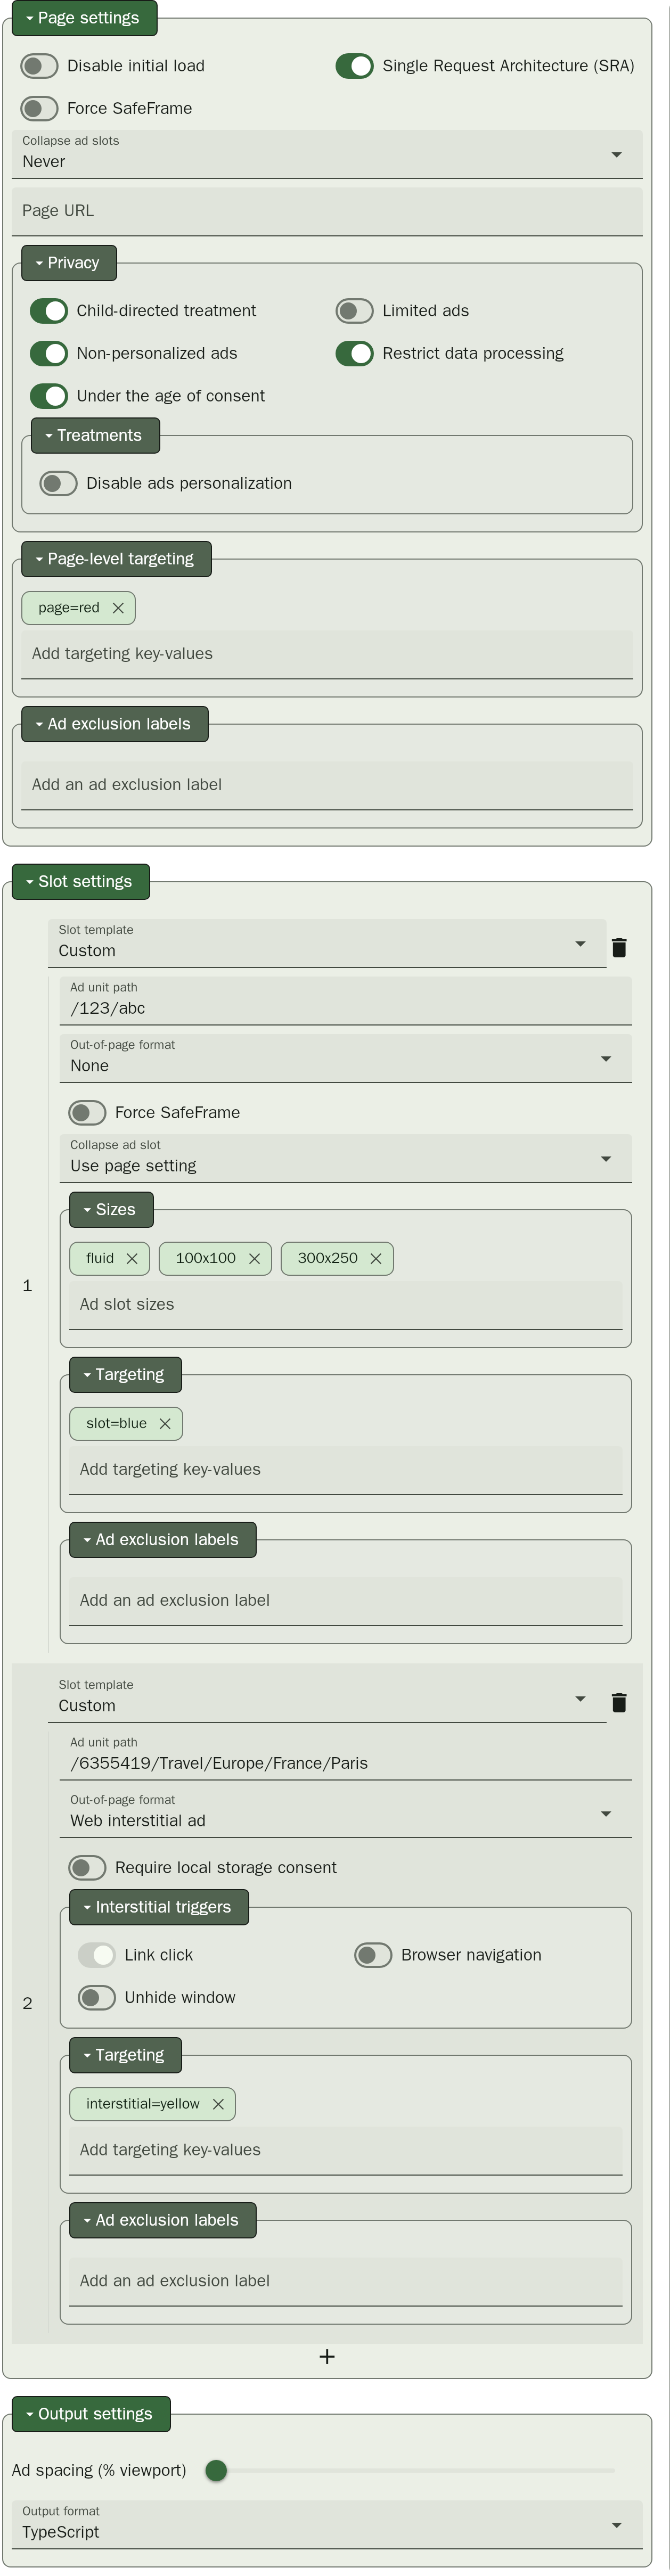 Page settings
Disable initial load
Single Request Architecture (SRA)
Force SafeFrame
Collapse ad slots
Never
Page URL
Privacy
Child-directed treatment
Limited ads
Non-personalized ads
Restrict data processing
Under the age of consent
Treatments
Disable ads personalization
Page-level targeting
page=red
Add targeting key-values
Ad exclusion labels
Add an ad exclusion label
Slot settings
Slot template
Custom
Ad unit path
/123/abc
Out-of-page format
None
Force SafeFrame
Collapse ad slot
Use page setting
Sizes
fluid
100x100
300x250
1
Ad slot sizes
Targeting
slot=blue
Add targeting key-values
Ad exclusion labels
Add an ad exclusion label
Slot template
Custom
Ad unit path
/6355419/Travel/Europe/France/Paris
Out-of-page format
Web interstitial ad
Require local storage consent
Interstitial triggers
Link click
Browser navigation
Unhide window
2
Targeting
interstitial=yellow
Add targeting key-values
Ad exclusion labels
Add an ad exclusion label
+
Output settings
Ad spacing (% viewport)
Output format
TypeScript